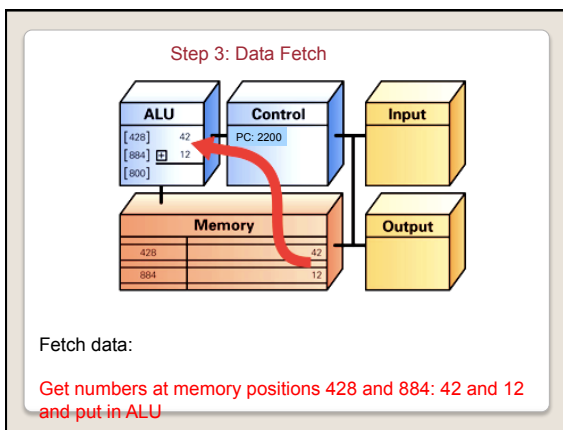 Step 3: Data Fetch
ALU
Control
Input
[428] 42
PC: 2200
[884] + 12
[800]
Memory
Output
428 42
884 12
Fetch data:
Get numbers at memory positions 428 and 884: 42 and 12
and put in ALU